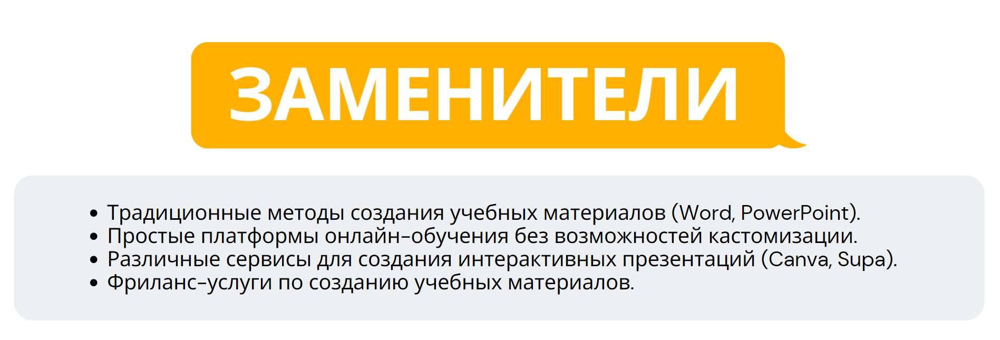 ЗАМЕНИТЕЛИ
• Традиционные методы создания учебных материалов (Word, PowerPoint).
• Простые платформы онлайн-обучения без возможностей кастомизации.
• Различные сервисы для создания интерактивных презентаций (Canva, Supa).
• Фриланс-услуги по созданию учебных материалов.